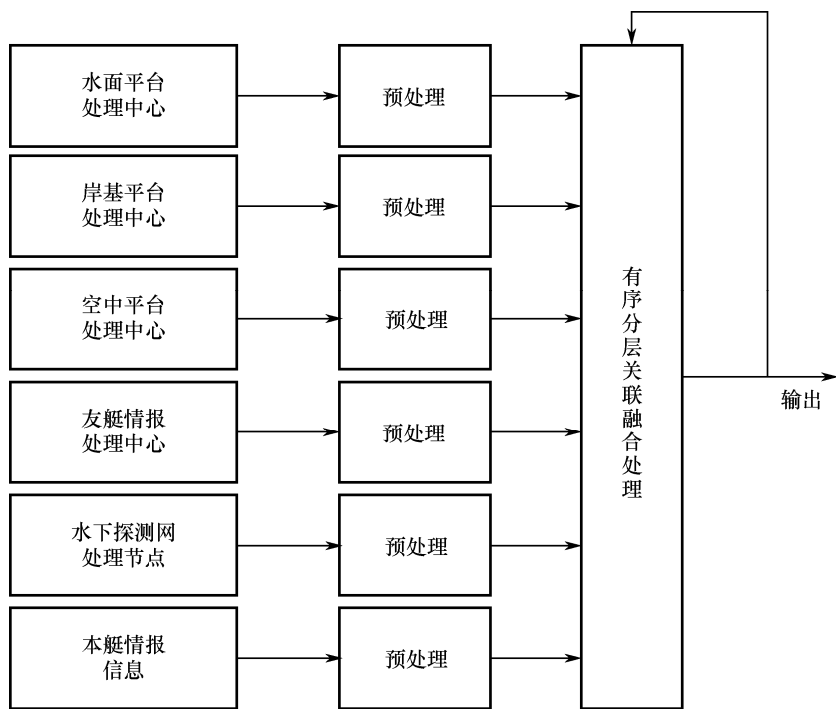 水面平台
处理中心
预处理
岸基平台
处理中心
预处理
空中平台
处理中心
预处理
友艇情报
处理中心
预处理
水下探测网
处理节点
预处理
本艇情报
信息
预处理
有序分层关联融合处理
输出